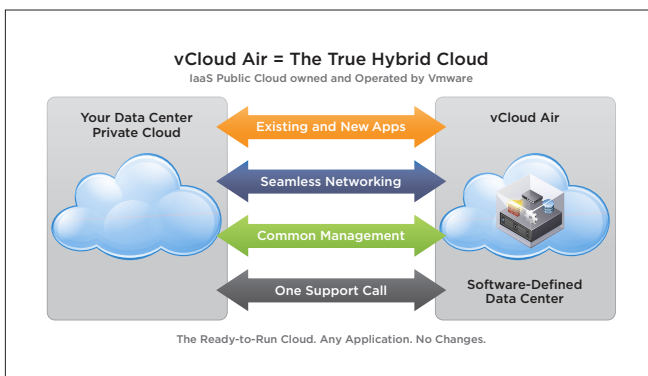 vCloud Air = The True Hybrid Cloud
IaaS Public Cloud owned and Operated by Vmware
Your Data Center
Private Cloud
Existing and New Apps
Seamless Networking
Common Management
One Support Call
vCloud Air
Software-Defined
Data Center
The Ready-to-Run Cloud. Any Application. No Changes.